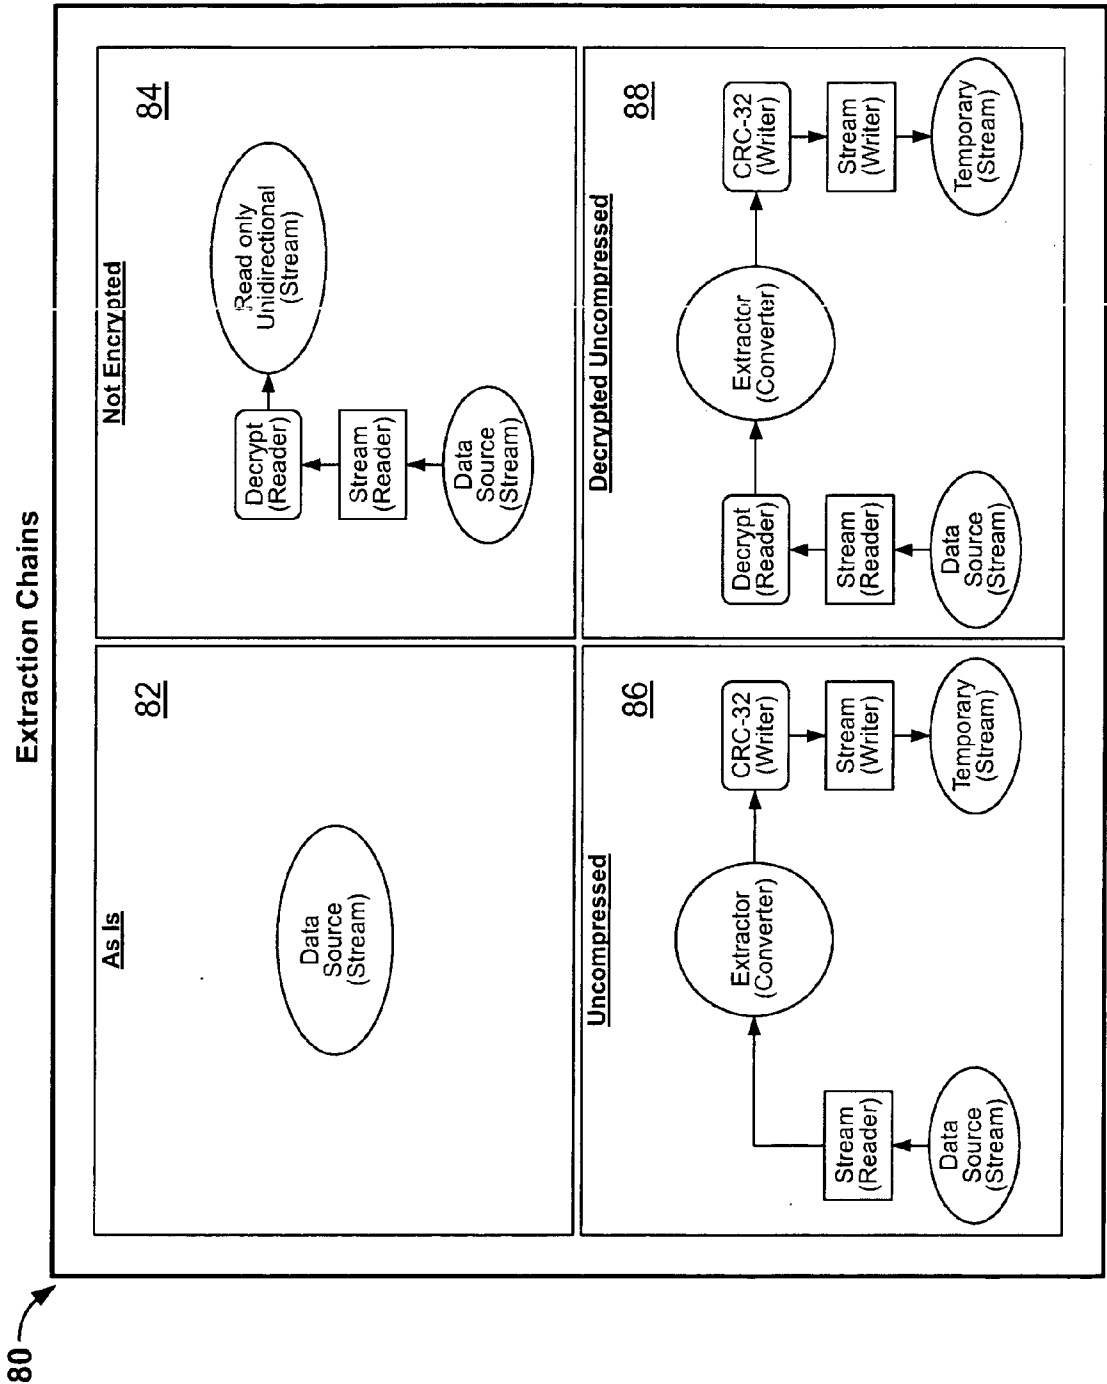 Extraction Chains
80
As Is
82
Data
Source
(Stream)
Not Encrypted
84
Read only
Unidirectional
(Stream)
Decrypt
(Reader)
Stream
(Reader)
Data
Source
(Stream)
Uncompressed
86
Extractor
(Converter)
CRC-32
(Writer)
Stream
(Writer)
Temporary
(Stream)
Stream
(Reader)
Data
Source
(Stream)
Decrypted Uncompressed
88
Extractor
(Converter)
CRC-32
(Writer)
Stream
(Writer)
Temporary
(Stream)
Decrypt
(Reader)
Stream
(Reader)
Data
Source
(Stream)